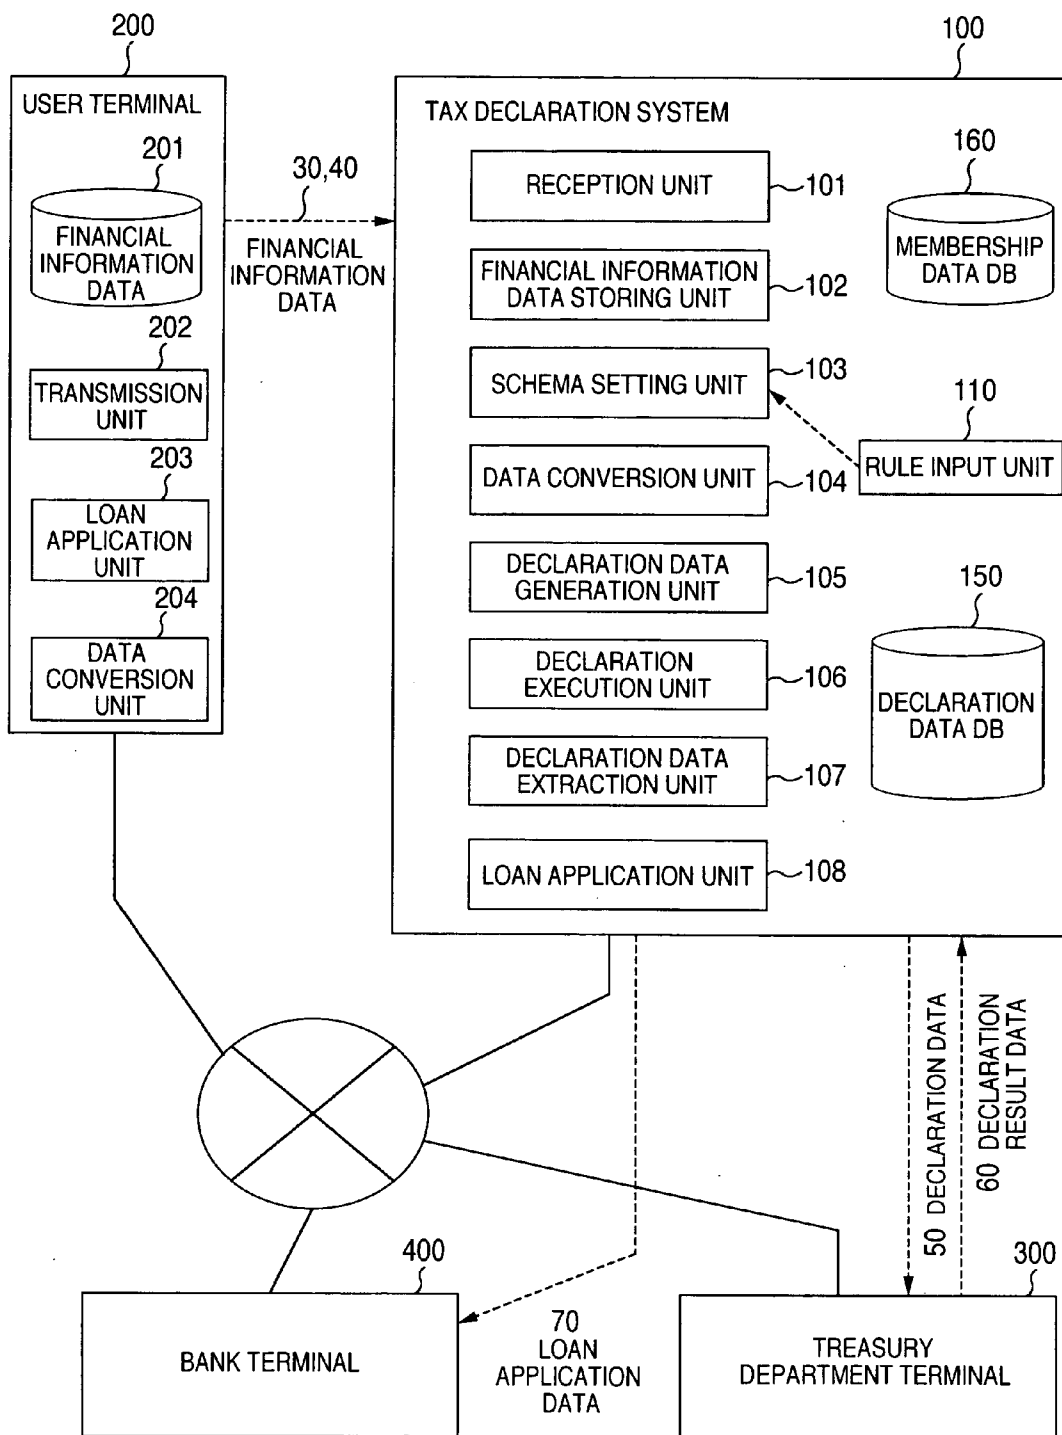 200
USER TERMINAL
201
FINANCIAL
INFORMATION
DATA
202
TRANSMISSION
UNIT
203
LOAN
APPLICATION
UNIT
204
DATA
CONVERSION
UNIT
30,40
FINANCIAL
INFORMATION
DATA
100
TAX DECLARATION SYSTEM
RECEPTION UNIT
101
FINANCIAL INFORMATION
DATA STORING UNIT
102
SCHEMA SETTING UNIT
103
DATA CONVERSION UNIT
104
DECLARATION DATA
GENERATION UNIT
105
DECLARATION
EXECUTION UNIT
106
DECLARATION DATA
EXTRACTION UNIT
107
LOAN APPLICATION UNIT
108
160
MEMBERSHIP
DATA DB
110
RULE INPUT UNIT
150
DECLARATION
DATA DB
50 DECLARATION DATA
60 DECLARATION
RESULT DATA
400
BANK TERMINAL
70
LOAN
APPLICATION
DATA
300
TREASURY
DEPARTMENT TERMINAL